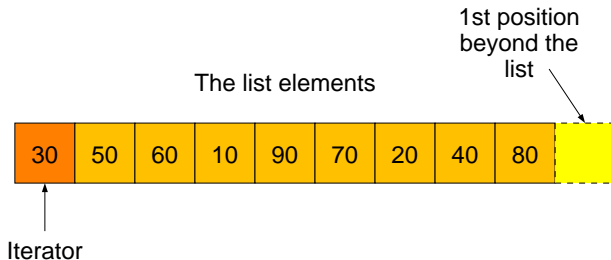 1st position
beyond the
list
The list elements
30 50 60 10 90 70 20 40 80
Iterator